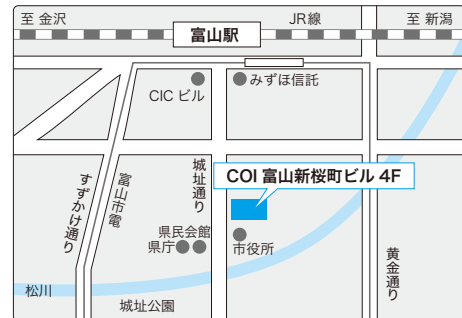 至 金沢
富山駅
JR線
至 新潟
CIC ビル
みずほ信託
すずかけ通り
富山市電
城址通り
COI 富山新桜町ビル 4F
県民会館
県庁
市役所
黄金通り
松川
城址公園